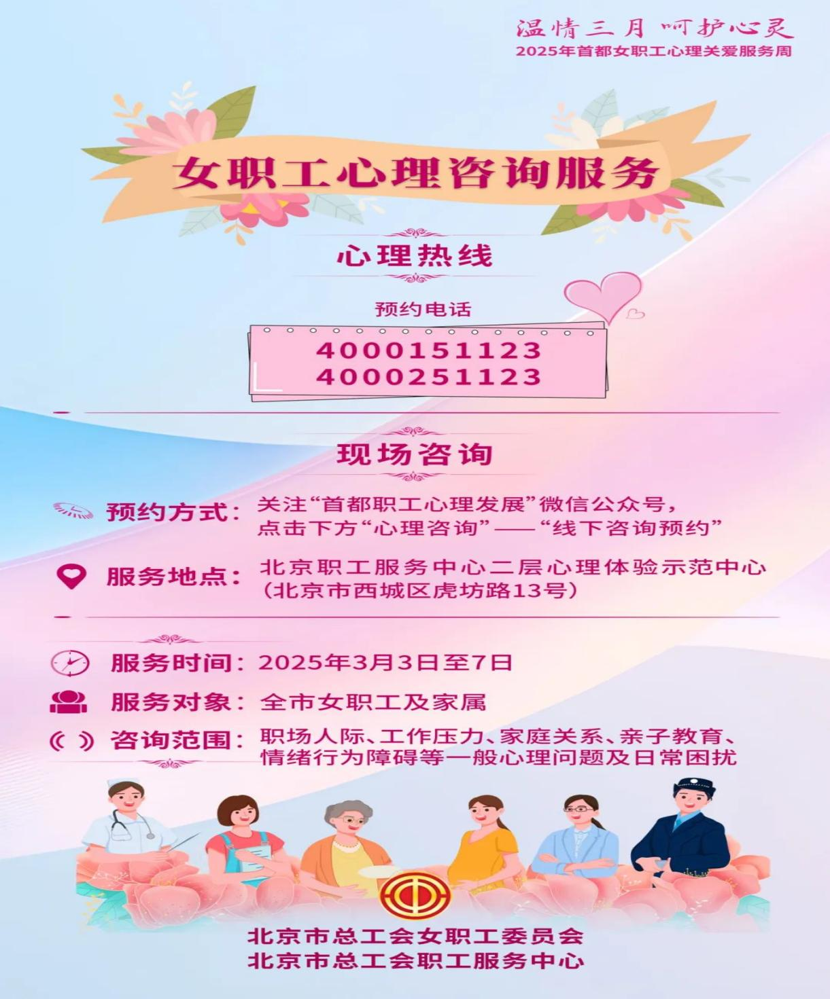 温情三月 呵护心灵
2025年首都女职工心理关爱服务周
女职工心理咨询服务
心理热线
预约电话
4000151123
4000251123
现场咨询
预约方式：关注“首都职工心理发展”微信公众号，
点击下方“心理咨询”——“线下咨询预约”
服务地点：北京职工服务中心二层心理体验示范中心
（北京市西城区虎坊路13号）
服务时间：2025年3月3日至7日
服务对象：全市女职工及家属
咨询范围：职场人际、工作压力、家庭关系、亲子教育、
情绪行为障碍等一般心理问题及日常困扰
北京市总工会女职工委员会
北京市总工会职工服务中心